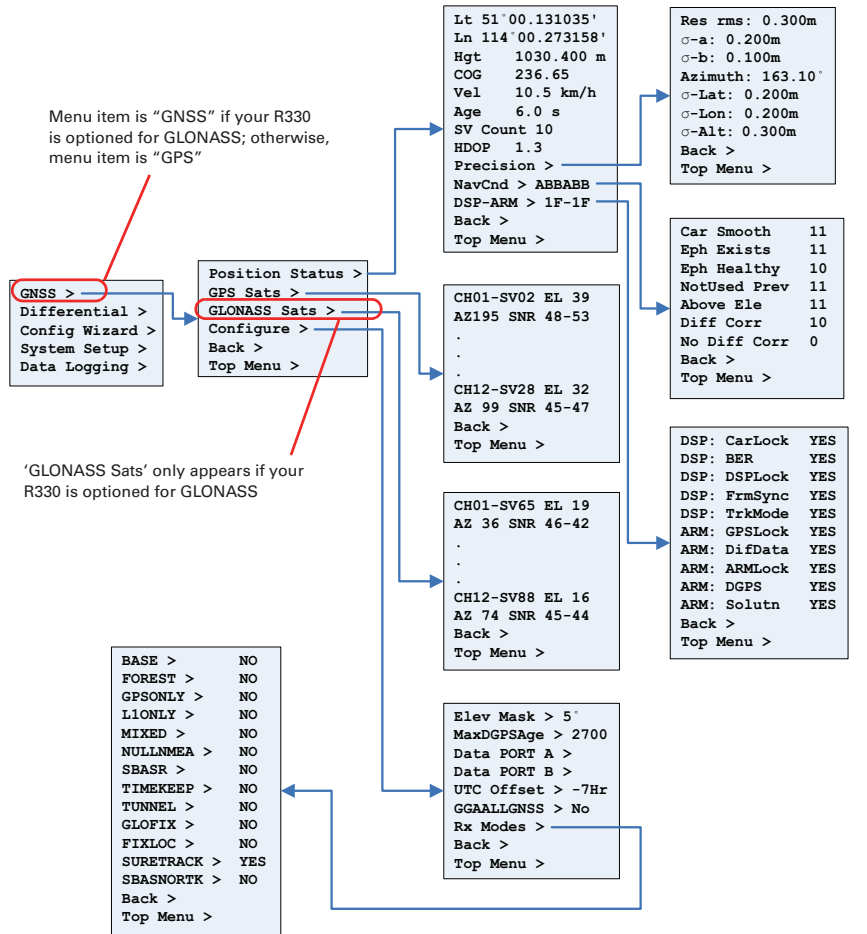 Menu item is “GNSS” if your R330
is optioned for GLONASS; otherwise,
menu item is “GPS”
GNSS >
Differential >
Config Wizard >
System Setup >
Data Logging >
Position Status >
GPS Sats >
GLONASS Sats >
Configure >
Back >
Top Menu >
‘GLONASS Sats’ only appears if your
R330 is optioned for GLONASS
Lt 51°00.131035'
Ln 114°00.273158'
Hgt 1030.400 m
COG 236.65
Vel 10.5 km/h
Age 6.0 s
SV Count 10
HDOP 1.3
Precision >
NavCnd > ABBABB
DSP-ARM > 1F-1F
Back >
Top Menu >
Res rms: 0.300m
σ-a: 0.200m
σ-b: 0.100m
Azimuth: 163.10°
σ-Lat: 0.200m
σ-Lon: 0.200m
σ-Alt: 0.300m
Back >
Top Menu >
Car Smooth 11
Eph Exists 11
Eph Healthy 10
NotUsed Prev 11
Above Ele 11
Diff Corr 10
No Diff Corr 0
Back >
Top Menu >
DSP: CarLock YES
DSP: BER YES
DSP: DSPLock YES
DSP: FrmSync YES
DSP: TrkMode YES
ARM: GPSLock YES
ARM: DifData YES
ARM: ARMLock YES
ARM: DGPS YES
ARM: Solutn YES
Back >
Top Menu >
CH01-SV02 EL 39
AZ195 SNR 48-53
.
.
.
CH12-SV28 EL 32
AZ 99 SNR 45-47
Back >
Top Menu >
CH01-SV65 EL 19
AZ 36 SNR 46-42
.
.
.
CH12-SV88 EL 16
AZ 74 SNR 45-44
Back >
Top Menu >
Elev Mask > 5°
MaxDGPSAge > 2700
Data PORT A >
Data PORT B >
UTC Offset > -7Hr
GGAALLGNSS > No
Rx Modes >
Back >
Top Menu >
BASE > NO
FOREST > NO
GPSONLY > NO
L1ONLY > NO
MIXED > NO
NULLNMEA > NO
SBASR > NO
TIMEKEEP > NO
TUNNEL > NO
GLOFIX > NO
FIXLOC > NO
SURETRACK > YES
SBASNORTK > NO
Back >
Top Menu >